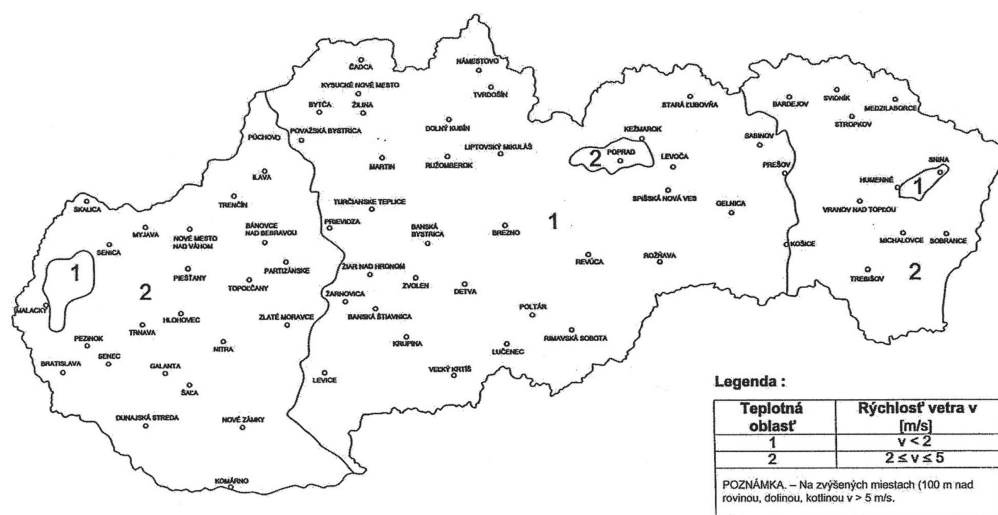 ČADCA
NÁMESTOVO
KYSUCKÉ NOVÉ MESTO
TVRDOŠÍN
BYTČA
ŽILINA
STARÁ ĽUBOVŇA
BARDEJOV
SVIDNÍK
MEDZILABORCE
STROPKOV
DOLNÝ KUBÍN
PÚCHOV
POVAŽSKÁ BYSTRICA
KEŽMAROK
SABINOV
MARTIN
RUŽOMBEROK
LIPTOVSKÝ MIKULÁŠ
2
POPRAD
LEVOČA
PREŠOV
SNINA
ILAVA
HUMENNÉ
1
SKALICA
TRENČÍN
TURČIANSKE TEPLICE
SPIŠSKÁ NOVÁ VES
GELNICA
VRANOV NAD TOPĽOU
MYJAVA
NOVÉ MESTO
NAD VÁHOM
BÁNOVCE
NAD BEBRAVOU
PRIEVIDZA
BANSKÁ
BYSTRICA
BREZNO
1
SENICA
KOŠICE
MICHALOVCE
SOBRANCE
1
PIEŠŤANY
PARTIZÁNSKE
ŽIAR NAD HRONOM
REVÚCA
ROŽŇAVA
TREBIŠOV
2
2
TOPOĽČANY
ZVOLEN
DETVA
MALACKY
ŽARNOVICA
HLOHOVEC
BANSKÁ ŠTIAVNICA
POLTÁR
TRNAVA
ZLATÉ MORAVCE
PEZINOK
NITRA
KRUPINA
LUČENEC
RIMAVSKÁ SOBOTA
SENEC
BRATISLAVA
GALANTA
LEVICE
VEĽKÝ KRTÍŠ
ŠAĽA
DUNAJSKÁ STREDA
NOVÉ ZÁMKY
KOMÁRNO
Legenda :
Teplotná
oblasť
Rýchlosť vetra v
[m/s]
1
v < 2
2
2 ≤ v ≤ 5
POZNÁMKA. – Na zvýšených miestach (100 m nad
rovinou, dolinou, kotlinou v > 5 m/s.